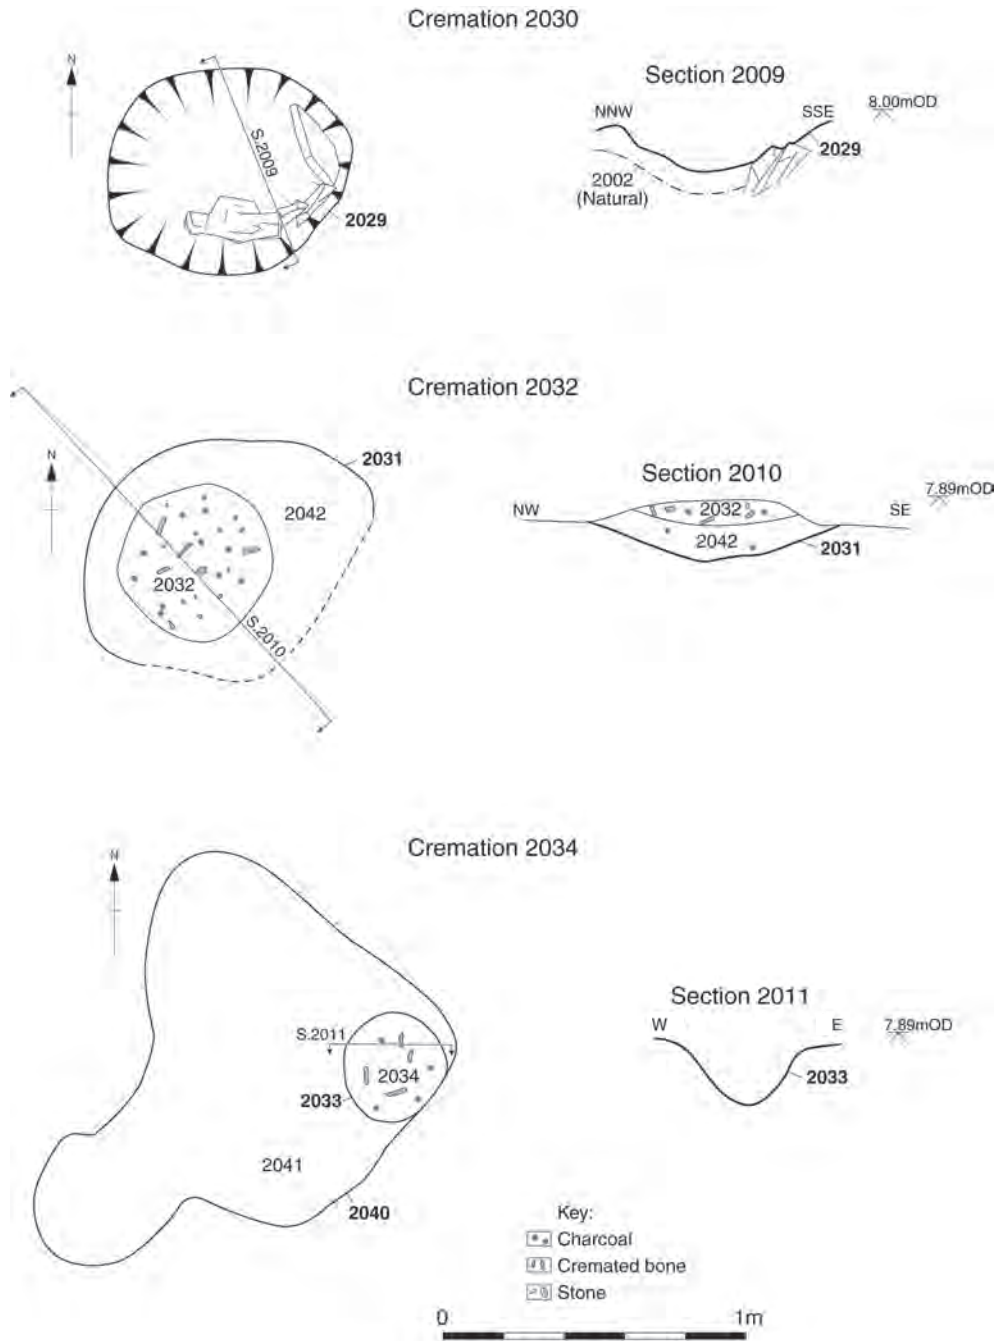 Cremation 2030
N
S.2009
2029
Section 2009
NNW
SSE
8.00mOD
2029
2002
(Natural)
Cremation 2032
N
2031
2042
2032
S.2010
Section 2010
NW
SE
7.89mOD
2032
2042
2031
Cremation 2034
N
S.2011
2034
2033
2041
2040
Section 2011
W
E
7.89mOD
2033
Key:
Charcoal
Cremated bone
Stone
0
1m